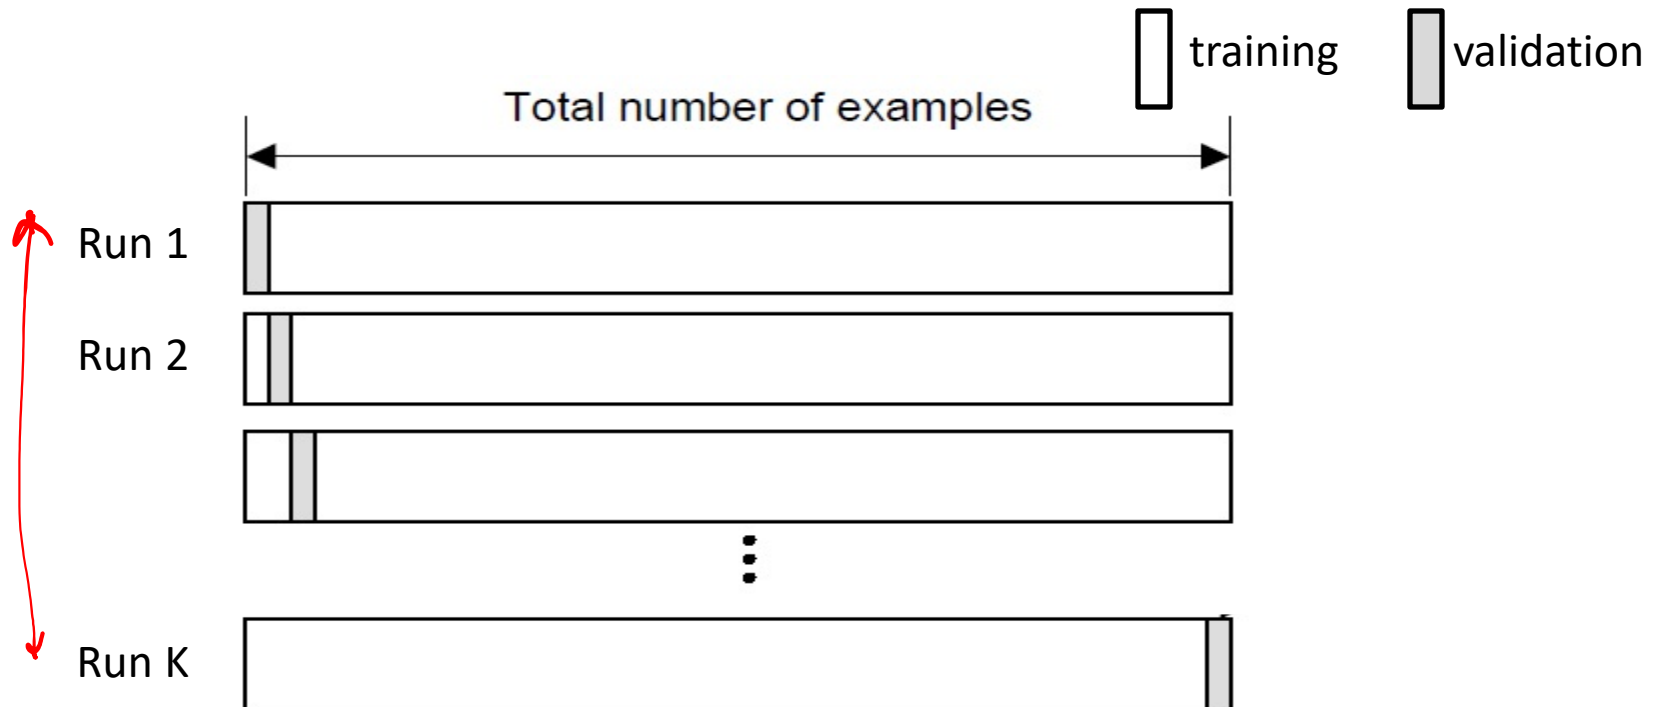 training
validation
Total number of examples
Run 1
Run 2
Run K